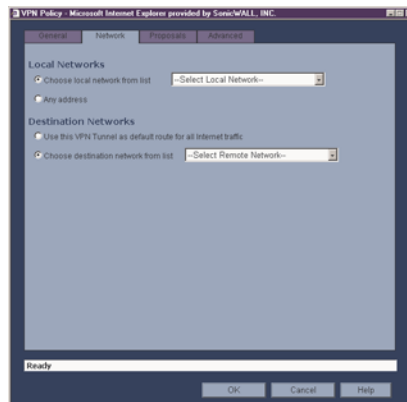 VPN Policy - Microsoft Internet Explorer provided by SonicWALL, INC.
General Network Proposals Advanced
Local Networks
Choose local network from list --Select Local Network--
Any address
Destination Networks
Use this VPN Tunnel as default route for all Internet traffic
Choose destination network from list --Select Remote Network--
Ready
OK Cancel Help